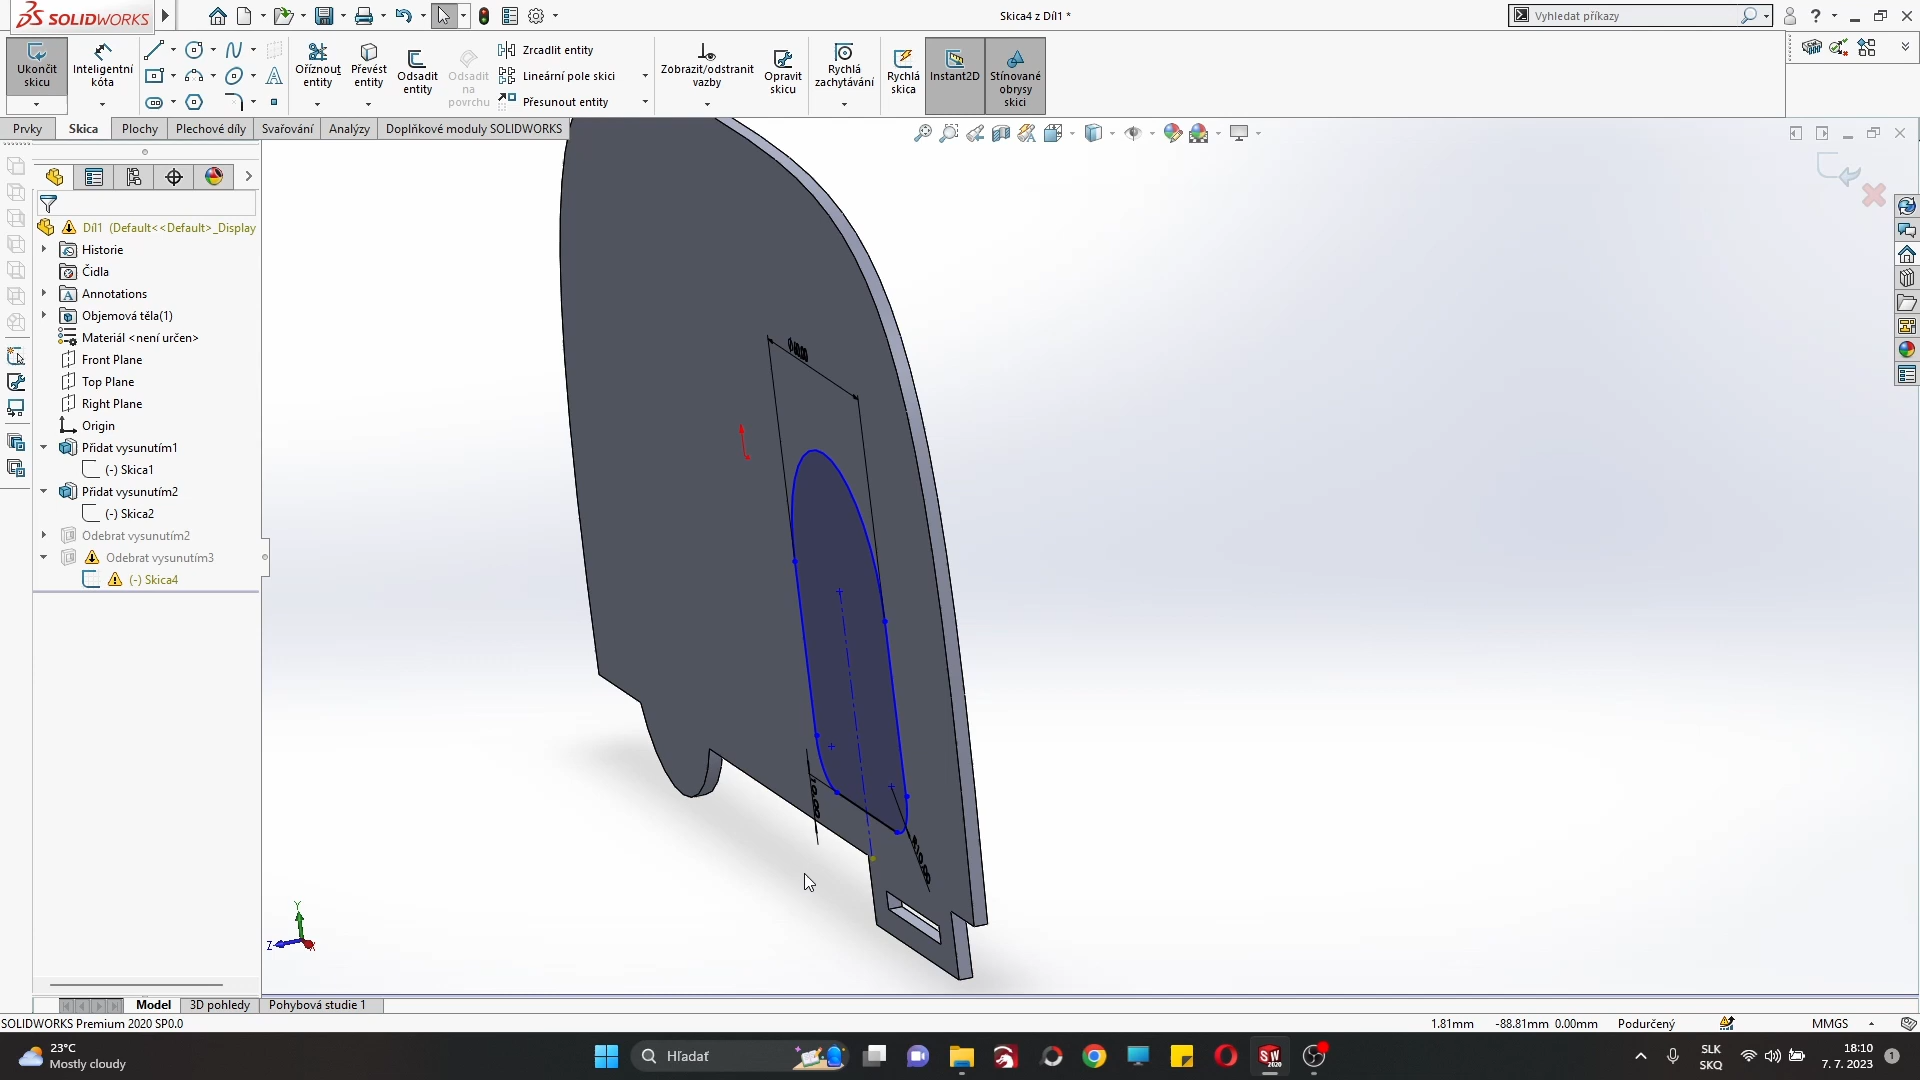 SOLIDWORKS
Skica4 z Díl1 *
Vyhledat příkazy
Ukončit skicu
Inteligentní kóta
Oříznout entity
Převést entity
Odsadit entity
Odsadit na povrchu
Zrcadlit entity
Lineární pole skici
Přesunout entity
Zobrazit/odstranit vazby
Opravit skicu
Rychlá zachytávání
Rychlá skica
Instant2D
Stínované obrysy skici
Prvky
Skica
Plochy
Plechové díly
Svařování
Analýzy
Doplňkové moduly SOLIDWORKS
Díl1 (Default<<Default>_Display
Historie
Čidla
Annotations
Objemová těla(1)
Materiál <není určen>
Front Plane
Top Plane
Right Plane
Origin
Přidat vysunutím1
(-) Skica1
Přidat vysunutím2
(-) Skica2
Odebrat vysunutím2
Odebrat vysunutím3
(-) Skica4
Y
Z
X
Model
3D pohledy
Pohybová studie 1
SOLIDWORKS Premium 2020 SP0.0
1.81mm
-88.81mm
0.00mm
Podurčený
MMGS
23°C
Mostly cloudy
Hľadať
SLK
SKQ
18:10
7. 7. 2023
1